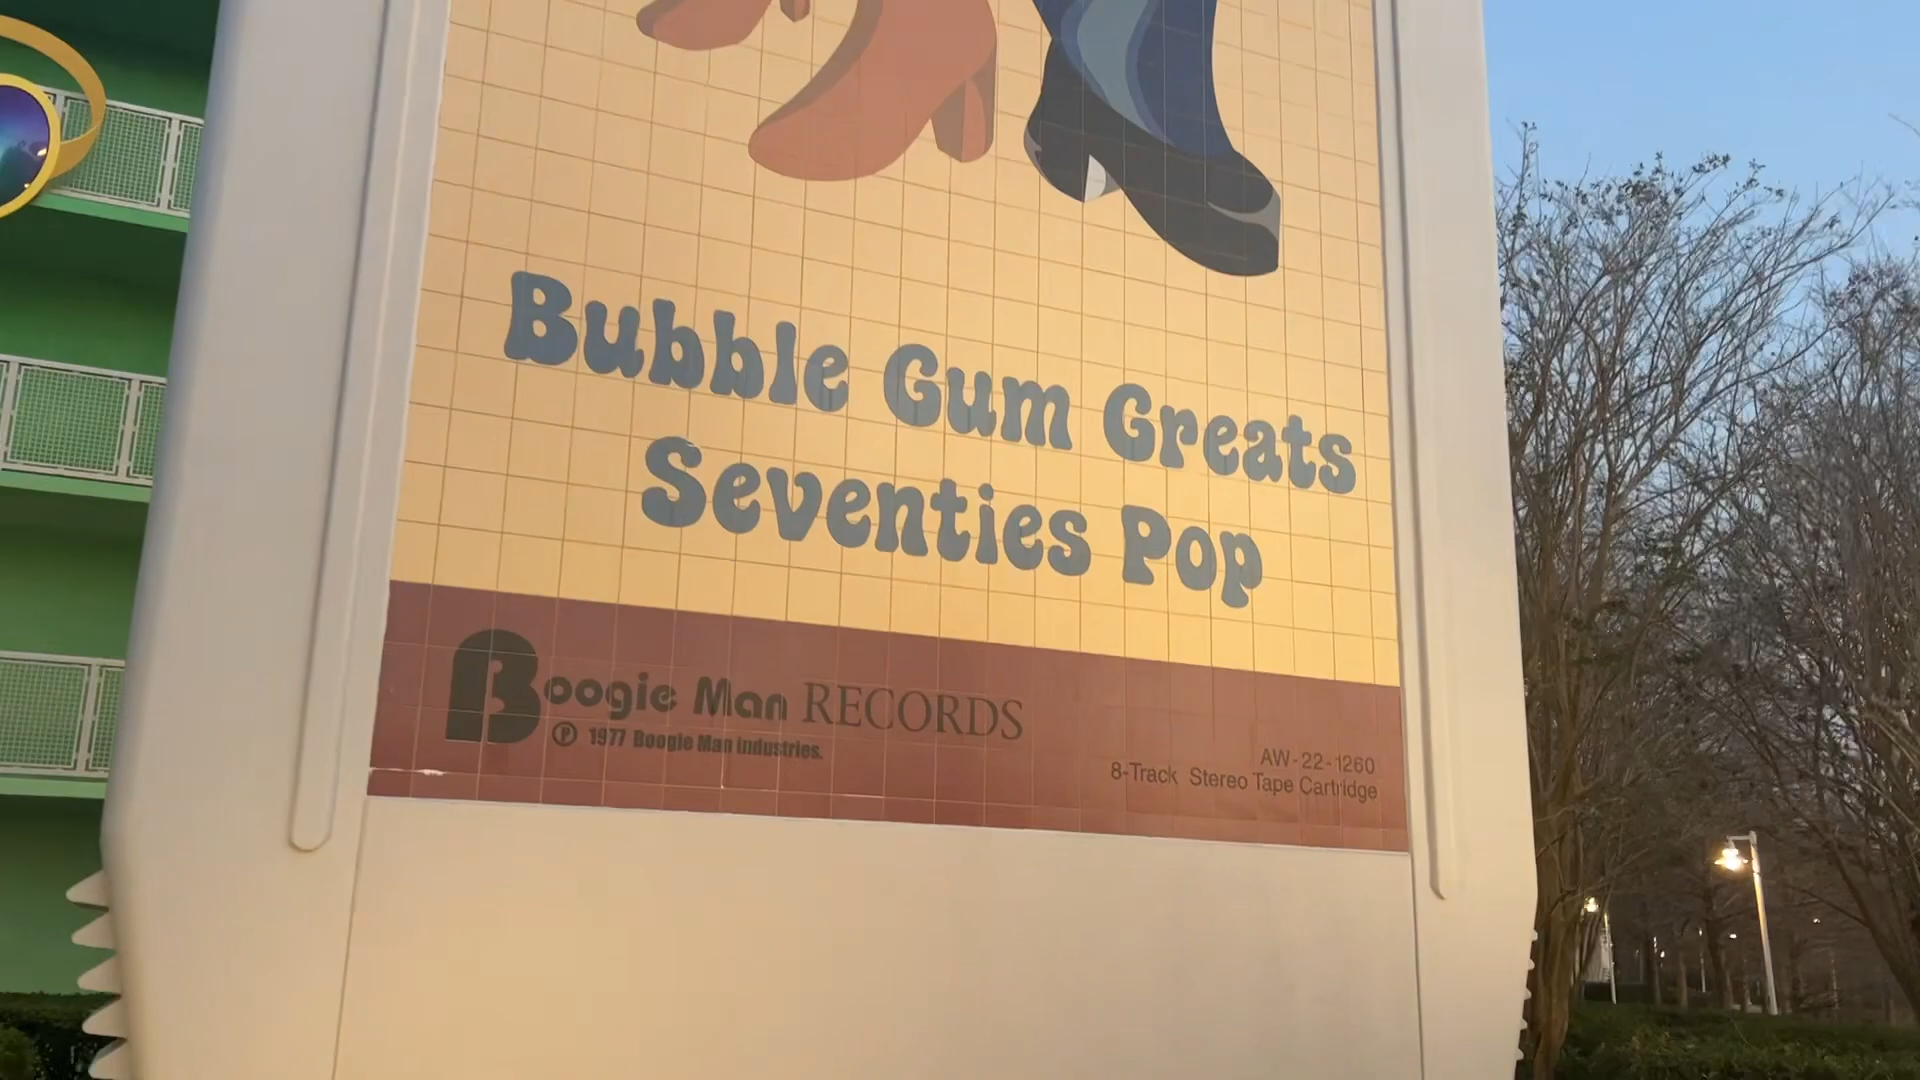 Bubble Gum Greats
Seventies Pop
Boogie Man RECORDS
℗ 1977 Boogie Man Industries.
AW-22-1260
8-Track Stereo Tape Cartridge